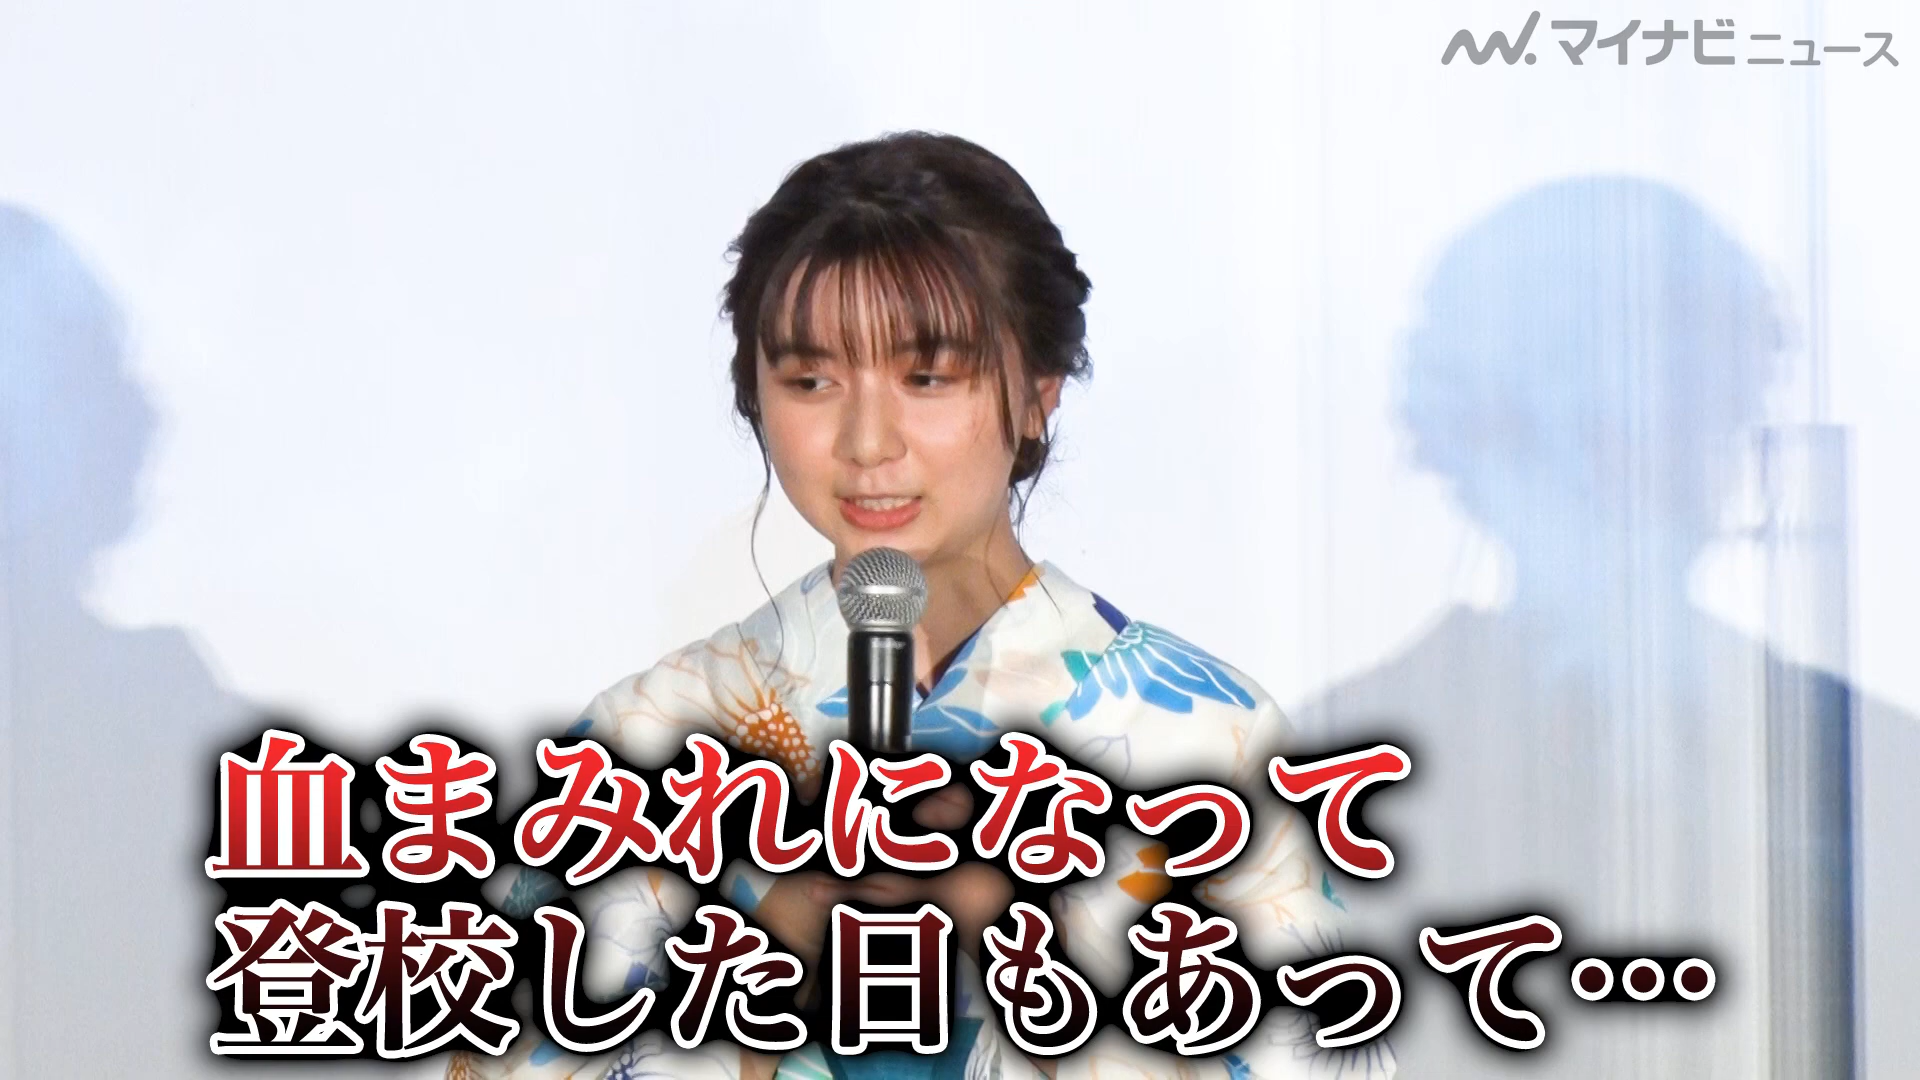 マイナビニュース
血まみれになって
登校した日もあって…